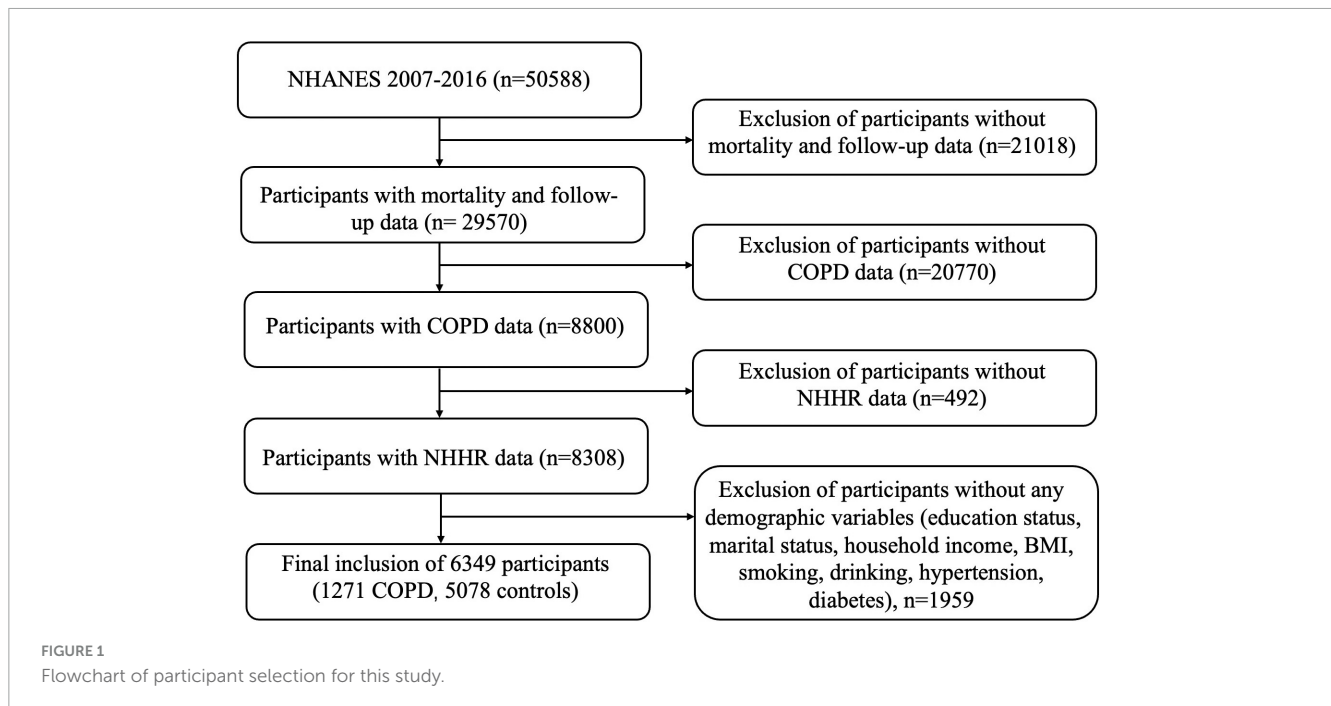 NHANES 2007-2016 (n=50588)
Exclusion of participants without
mortality and follow-up data (n=21018)
Participants with mortality and follow-
up data (n= 29570)
Exclusion of participants without
COPD data (n=20770)
Participants with COPD data (n=8800)
Exclusion of participants without
NHHR data (n=492)
Participants with NHHR data (n=8308)
Exclusion of participants without any
demographic variables (education status,
marital status, household income, BMI,
smoking, drinking, hypertension,
diabetes), n=1959
Final inclusion of 6349 participants
(1271 COPD, 5078 controls)
FIGURE 1
Flowchart of participant selection for this study.